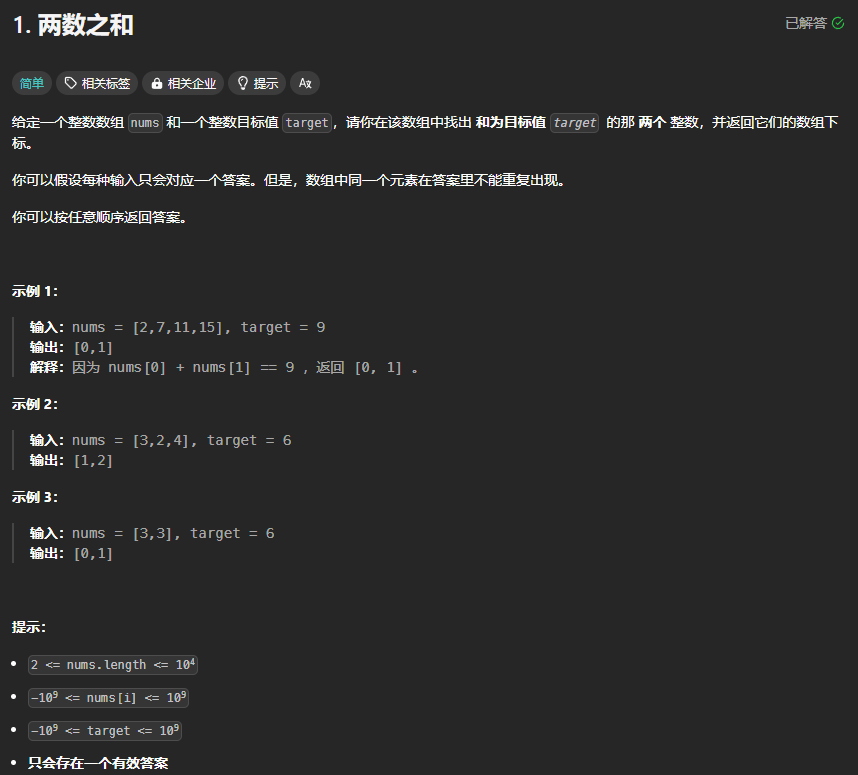 1. 两数之和
已解答
简单 相关标签 相关企业 提示 Ax
给定一个整数数组 nums 和一个整数目标值 target，请你在该数组中找出 和为目标值 target 的那 两个 整数，并返回它们的数组下
标。
你可以假设每种输入只会对应一个答案。但是，数组中同一个元素在答案里不能重复出现。
你可以按任意顺序返回答案。
示例 1：
输入：nums = [2,7,11,15], target = 9
输出：[0,1]
解释：因为 nums[0] + nums[1] == 9 ，返回 [0, 1] 。
示例 2：
输入：nums = [3,2,4], target = 6
输出：[1,2]
示例 3：
输入：nums = [3,3], target = 6
输出：[0,1]
提示：
• 2 <= nums.length <= 10⁴
• -10⁹ <= nums[i] <= 10⁹
• -10⁹ <= target <= 10⁹
• 只会存在一个有效答案